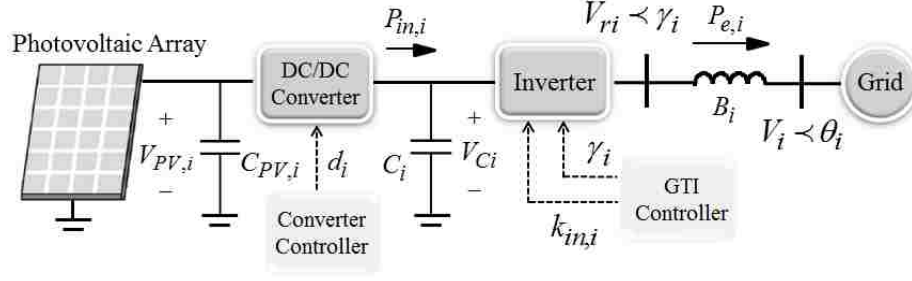 Photovoltaic Array
P_{in,i}
V_{ri} ≺ γ_i
P_{e,i}
DC/DC
Converter
Inverter
Grid
B_i
V_i ≺ θ_i
+
V_{PV,i}
−
C_{PV,i}
d_i
C_i
+
V_{Ci}
−
γ_i
k_{in,i}
GTI
Controller
Converter
Controller